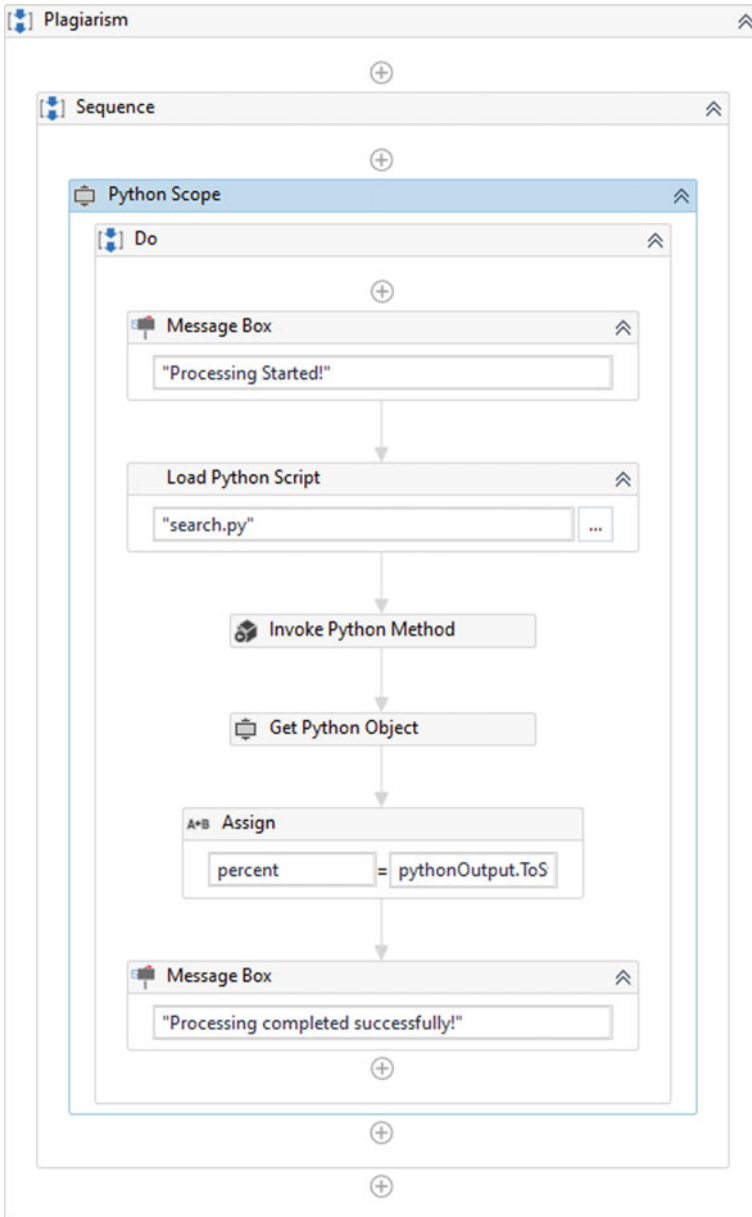 Plagiarism
Sequence
Python Scope
Do
Message Box
"Processing Started!"
Load Python Script
"search.py"
...
Invoke Python Method
Get Python Object
A+B Assign
percent = pythonOutput.ToS
Message Box
"Processing completed successfully!"